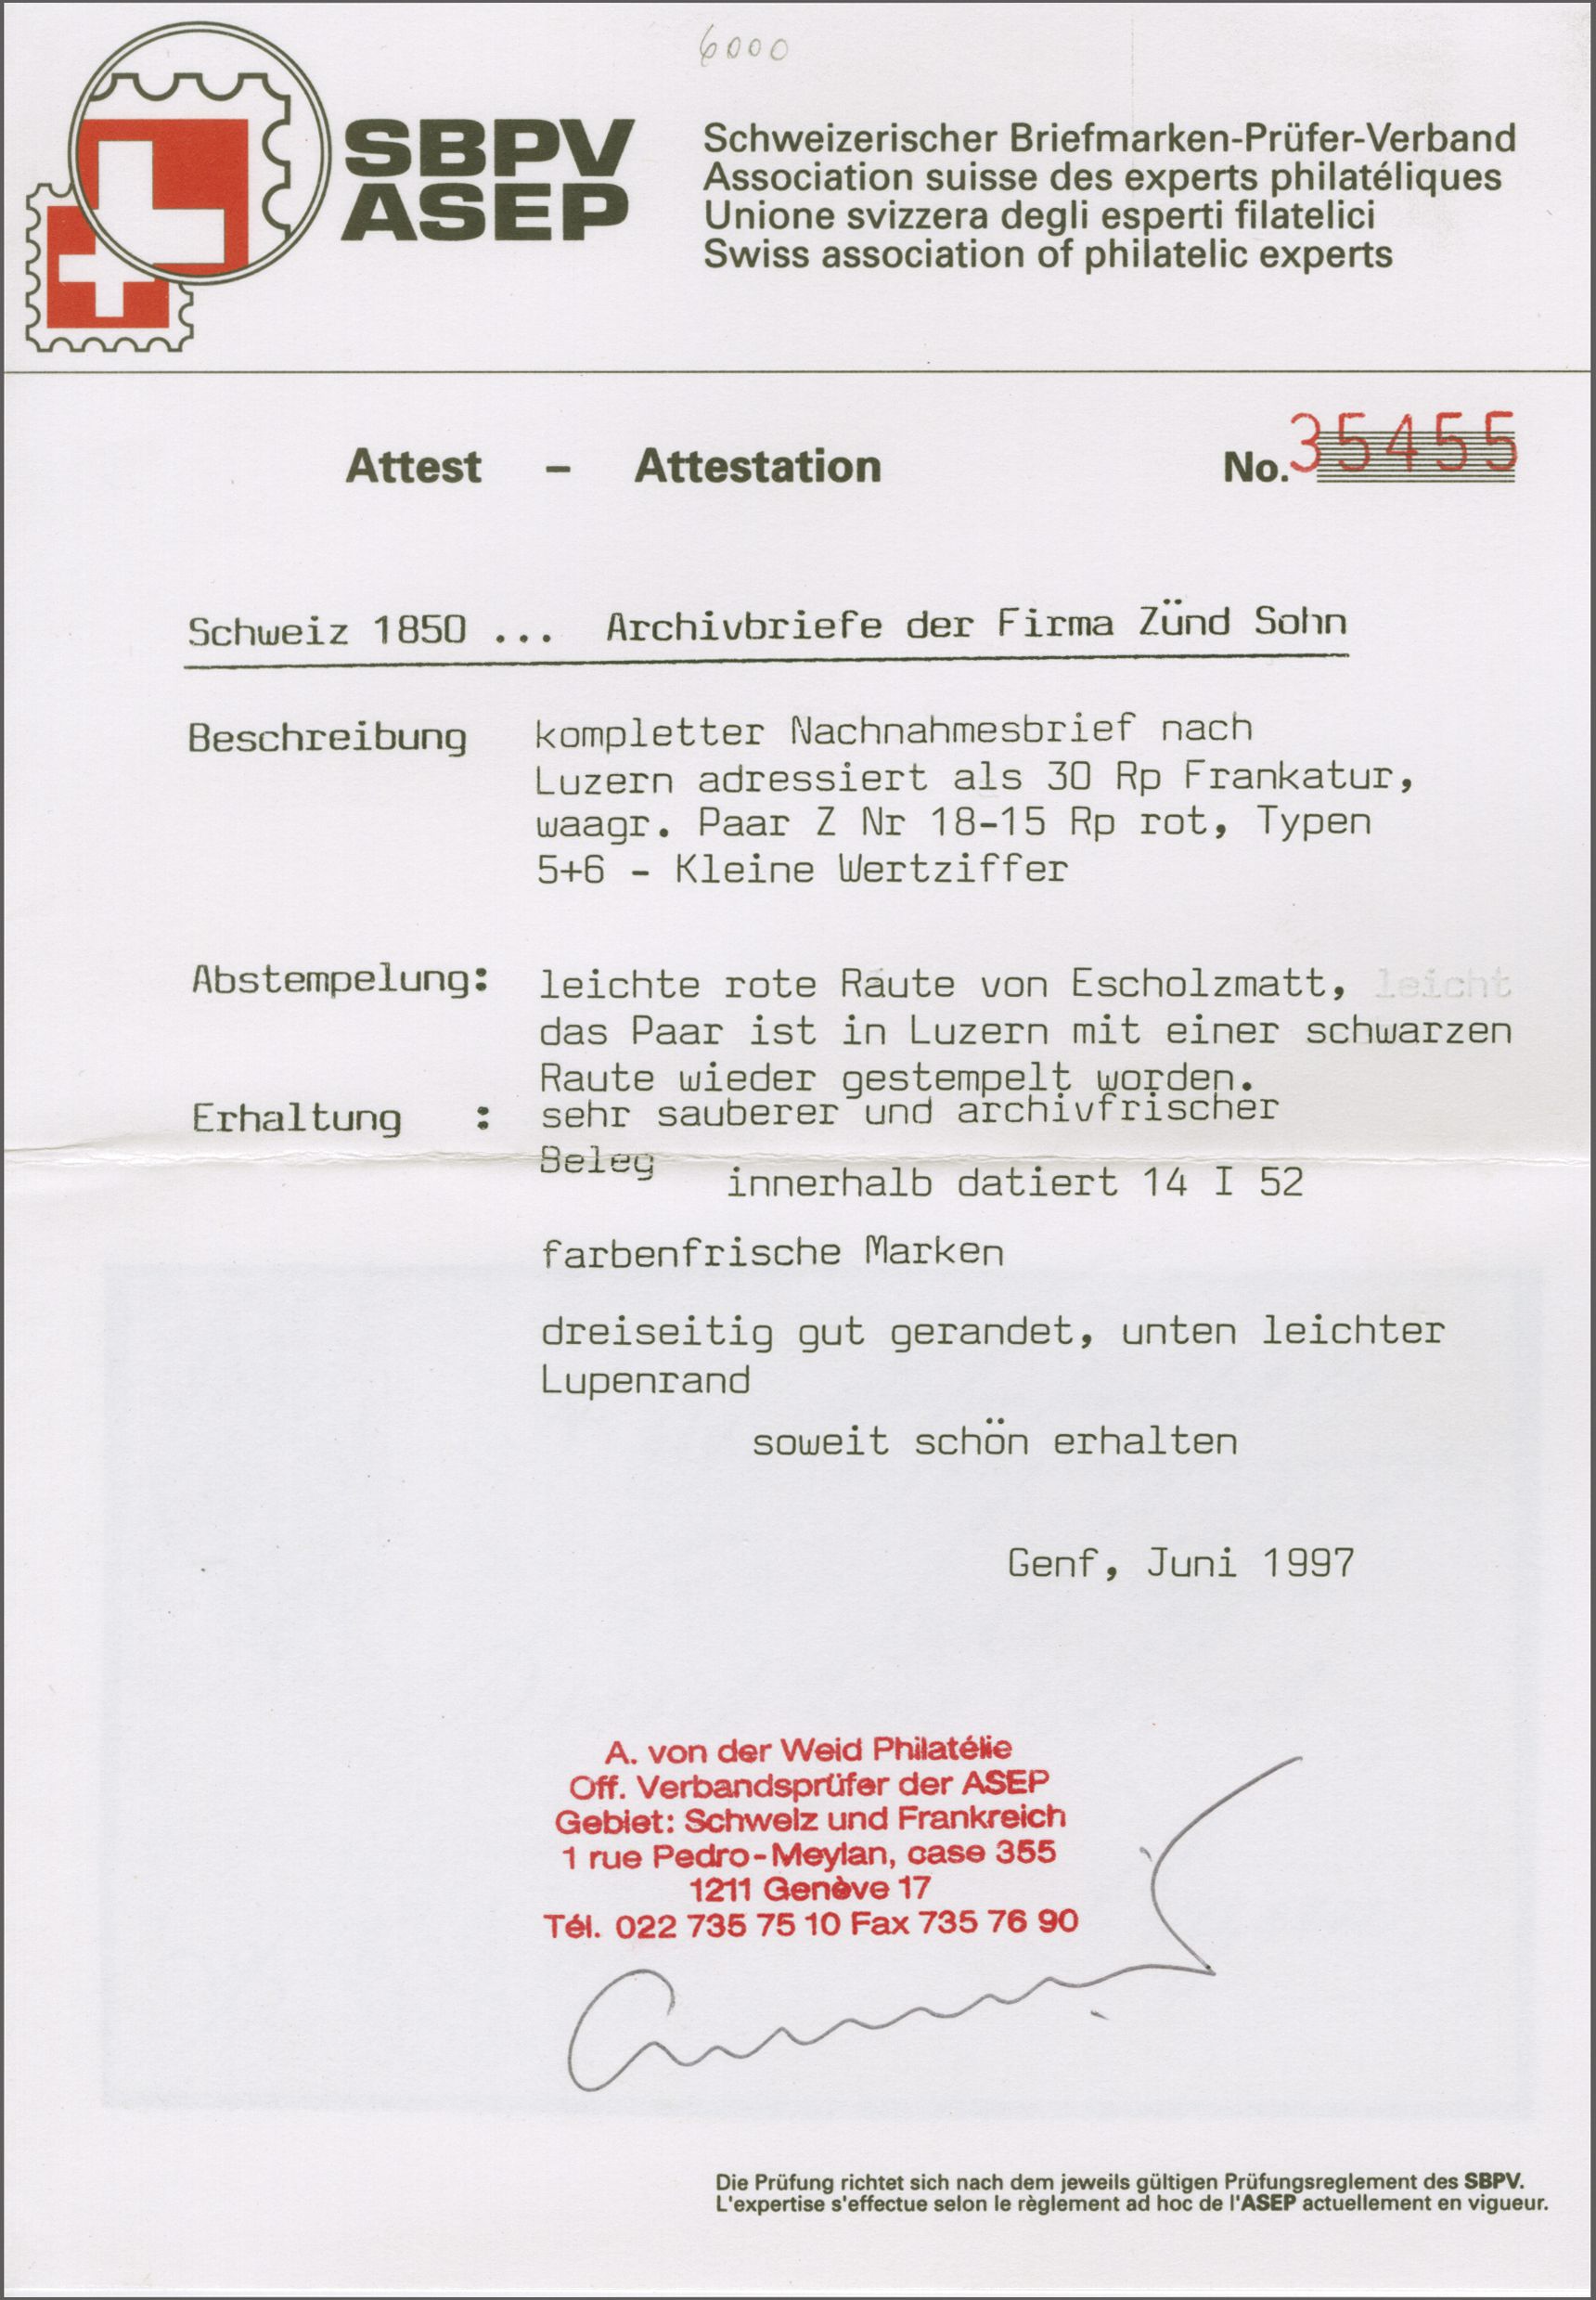 6000
SBPV
ASEP
Schweizerischer Briefmarken-Prüfer-Verband
Association suisse des experts philatéliques
Unione svizzera degli esperti filatelici
Swiss association of philatelic experts
Attest – Attestation No. 35455
Schweiz 1850 ... Archivbriefe der Firma Zünd Sohn
Beschreibung kompletter Nachnahmesbrief nach
Luzern adressiert als 30 Rp Frankatur,
waagr. Paar Z Nr 18-15 Rp rot, Typen
5+6 - Kleine Wertziffer
Abstempelung: leichte rote Raute von Escholzmatt, leicht
das Paar ist in Luzern mit einer schwarzen
Raute wieder gestempelt worden.
Erhaltung : sehr sauberer und archivfrischer
Beleg innerhalb datiert 14 I 52
farbenfrische Marken
dreiseitig gut gerandet, unten leichter
Lupenrand
soweit schön erhalten
Genf, Juni 1997
A. von der Weid Philatélie
Off. Verbandsprüfer der ASEP
Gebiet: Schweiz und Frankreich
1 rue Pedro-Meylan, case 355
1211 Genève 17
Tél. 022 735 75 10 Fax 735 76 90
Die Prüfung richtet sich nach dem jeweils gültigen Prüfungsreglement des SBPV.
L'expertise s'effectue selon le règlement ad hoc de l'ASEP actuellement en vigueur.